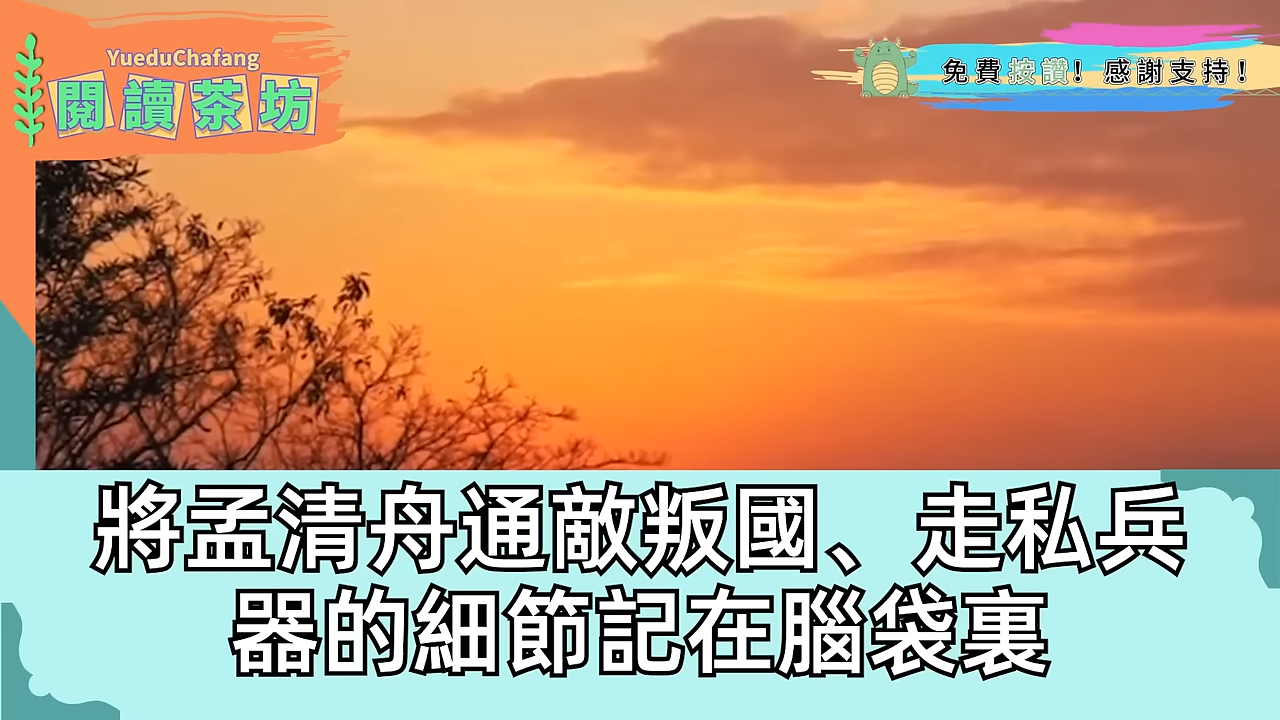 YueduChafang
閱讀茶坊
免費按讚!感謝支持!
將孟清舟通敵叛國、走私兵
器的細節記在腦袋裏